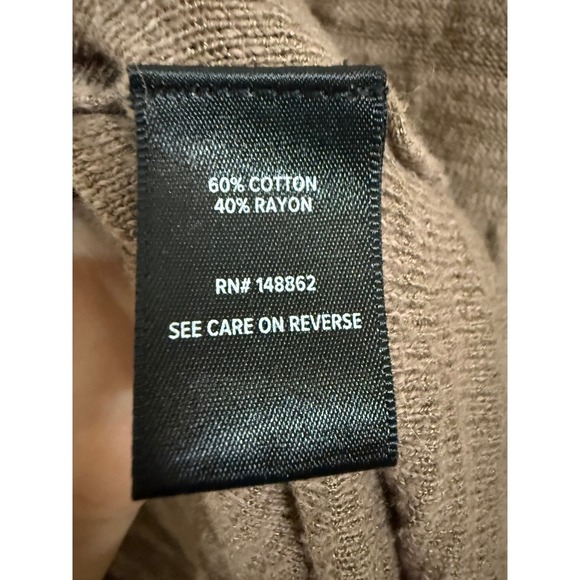 60% COTTON
40% RAYON
RN# 148862
SEE CARE ON REVERSE